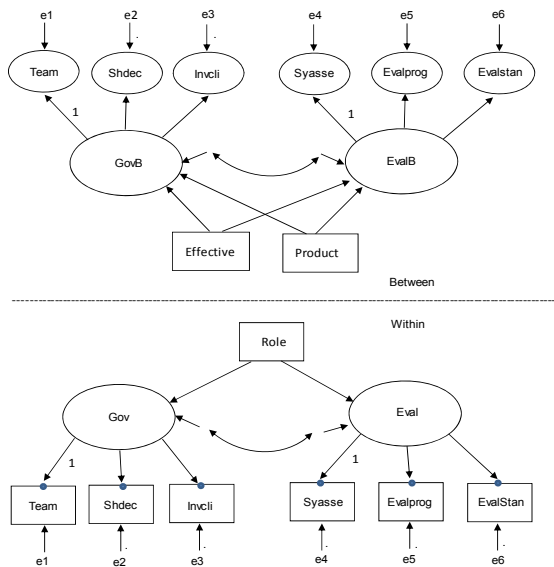 e1 e2 e3 e4 e5 e6
Team Shdec Invcli Syasse Evalprog Evalstan
1 1
GovB EvalB
Effective Product
Between
Within
Role
Gov Eval
1 1
Team Shdec Invcli Syasse Evalprog EvalStan
e1 e2 e3 e4 e5 e6